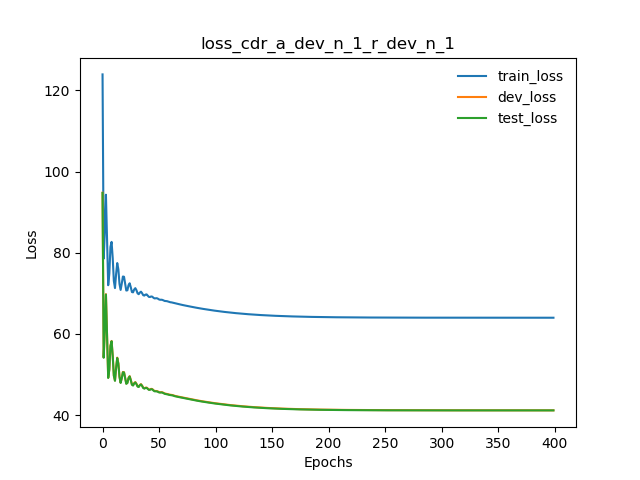 loss_cdr_a_dev_n_1_r_dev_n_1
train_loss
dev_loss
test_loss
120
100
80
60
40
Loss
0 50 100 150 200 250 300 350 400
Epochs